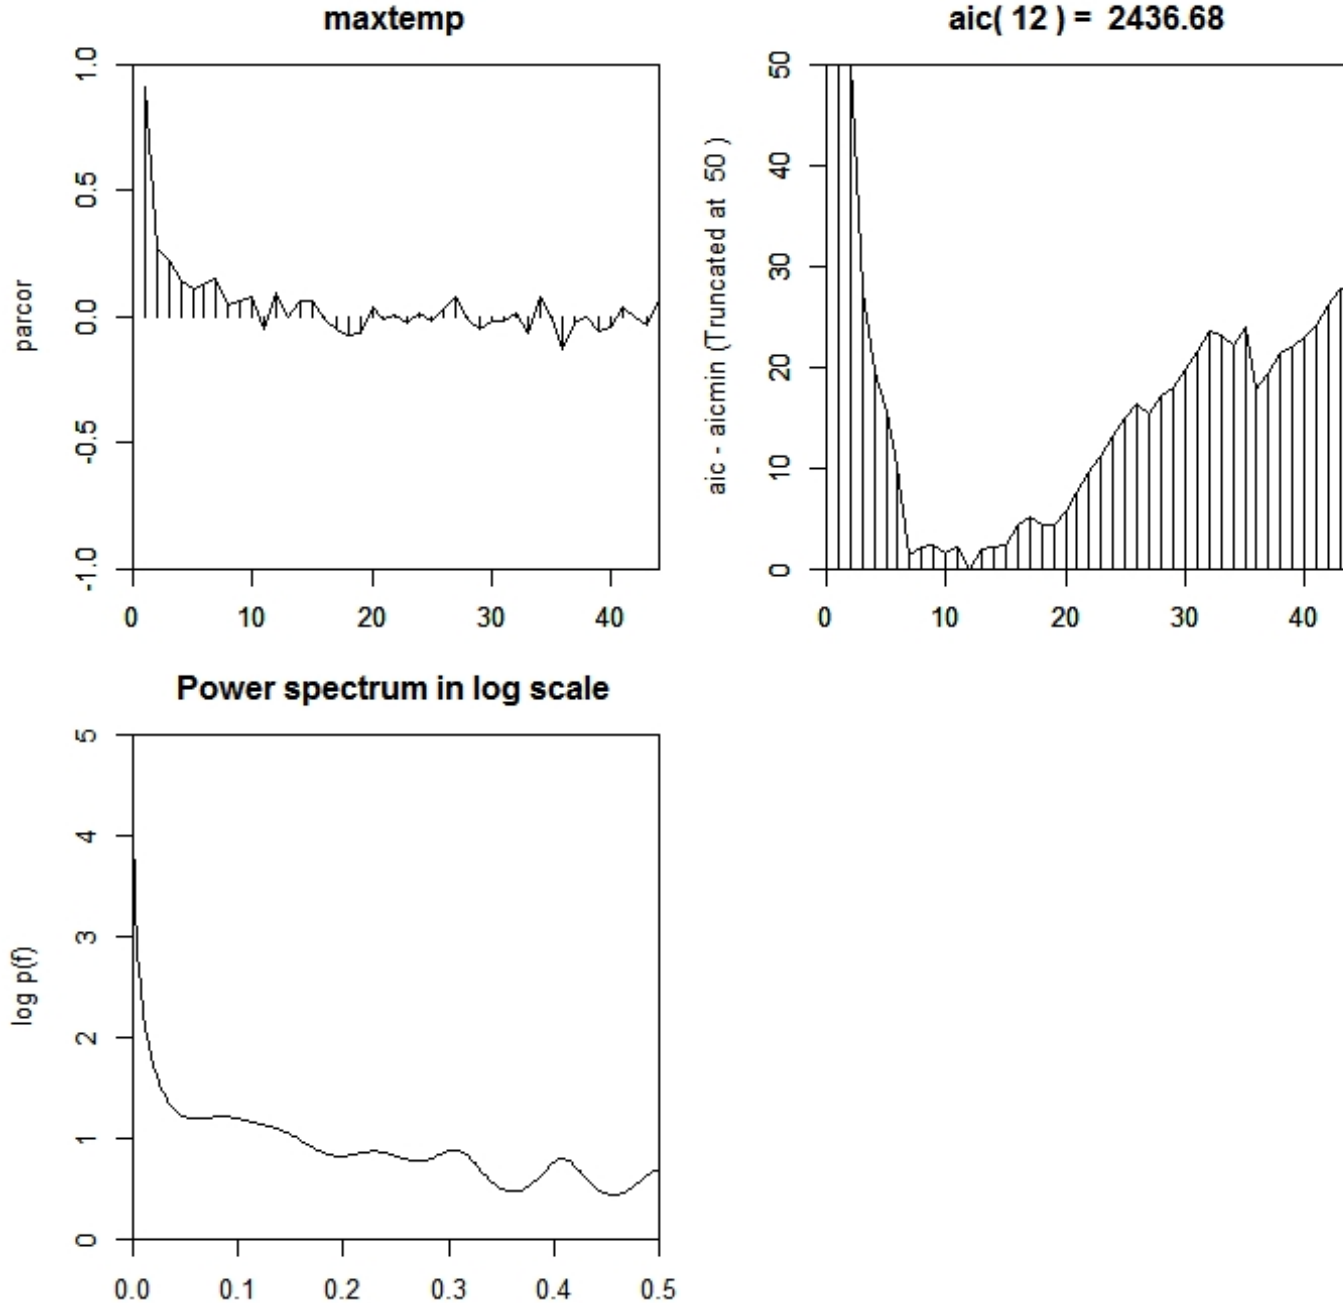 maxtemp
parcor
1.0
0.5
0.0
-0.5
-1.0
0 10 20 30 40
aic( 12 ) = 2436.68
aic - aicmin (Truncated at 50 )
50
40
30
20
10
0
0 10 20 30 40
Power spectrum in log scale
log p(f)
5
4
3
2
1
0
0.0 0.1 0.2 0.3 0.4 0.5